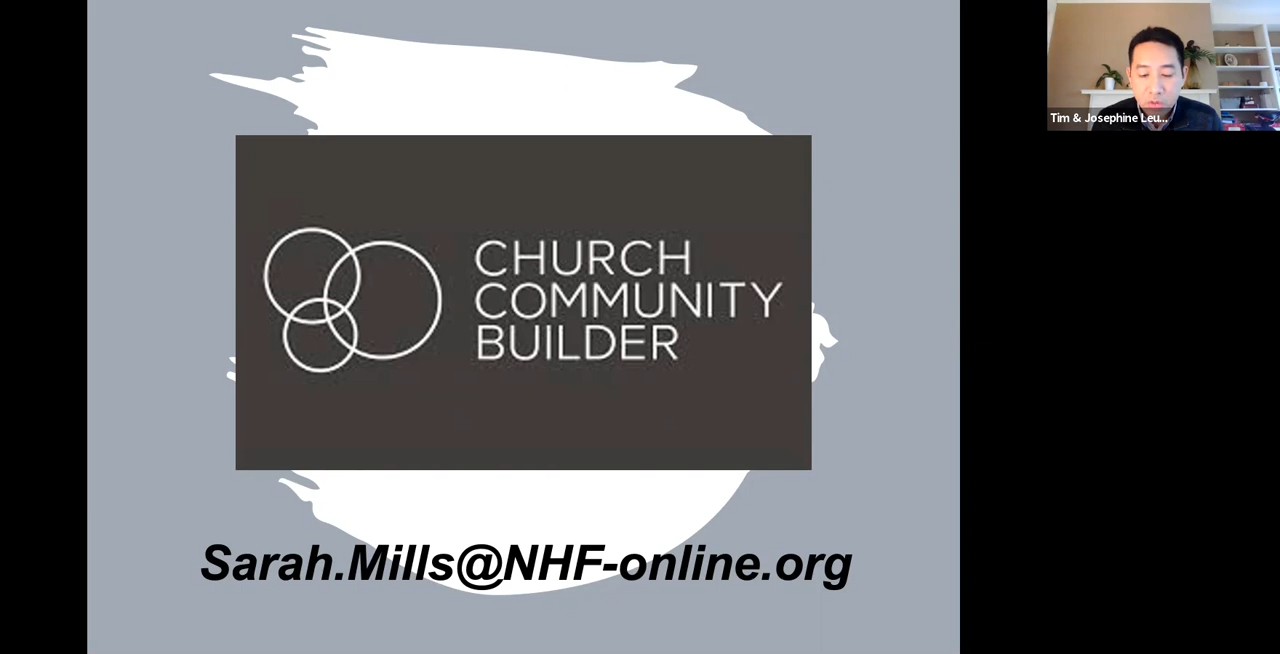 CHURCH
COMMUNITY
BUILDER
Sarah.Mills@NHF-online.org
Tim & Josephine Leu...